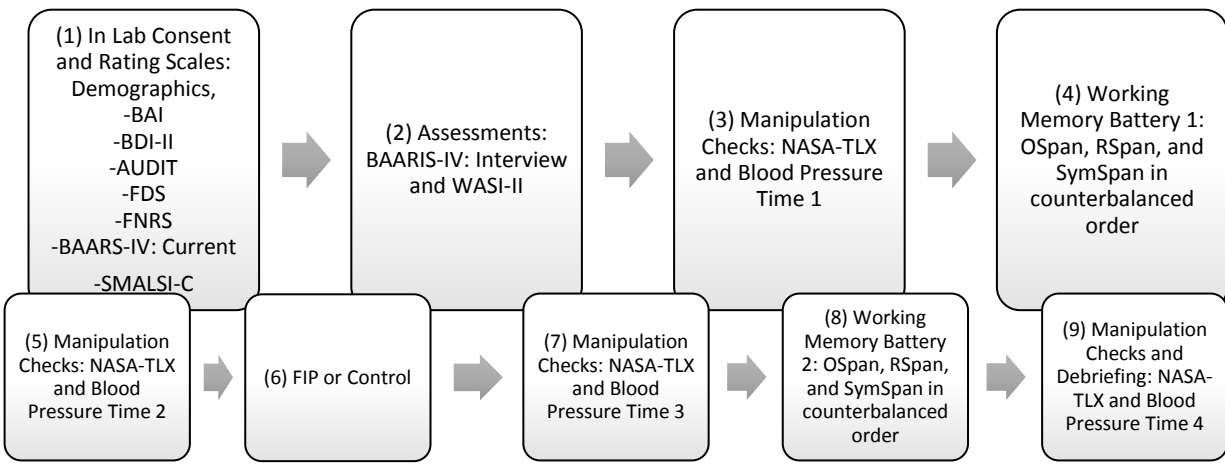 (1) In Lab Consent
and Rating Scales:
Demographics,
-BAI
-BDI-II
-AUDIT
-FDS
-FNRS
-BAARS-IV: Current
-SMALSI-C
(2) Assessments:
BAARIS-IV: Interview
and WASI-II
(3) Manipulation
Checks: NASA-TLX
and Blood Pressure
Time 1
(4) Working
Memory Battery 1:
OSpan, RSpan, and
SymSpan in
counterbalanced
order
(5) Manipulation
Checks: NASA-TLX
and Blood
Pressure Time 2
(6) FIP or Control
(7) Manipulation
Checks: NASA-TLX
and Blood
Pressure Time 3
(8) Working
Memory Battery
2: OSpan, RSpan,
and SymSpan in
counterbalanced
order
(9) Manipulation
Checks and
Debriefing: NASA-
TLX and Blood
Pressure Time 4